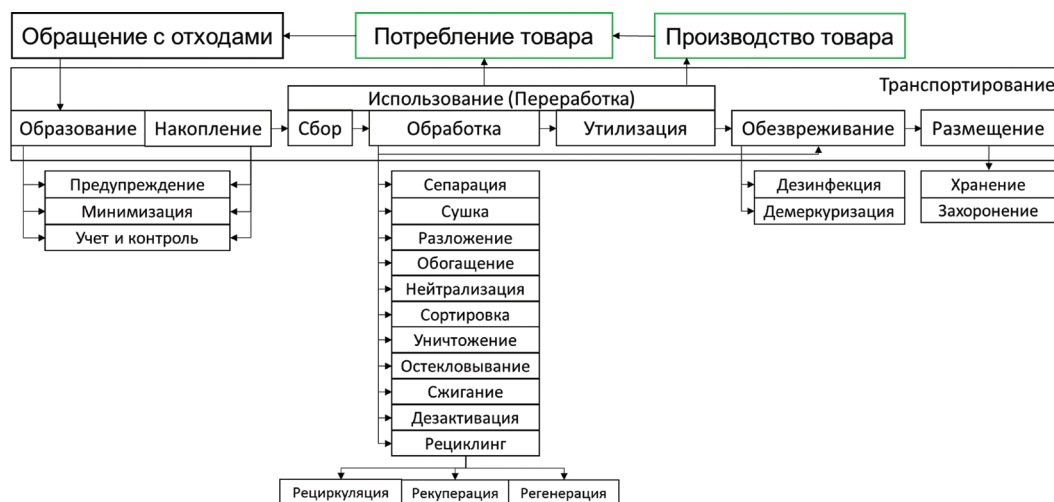 Обращение с отходами
Потребление товара
Производство товара
Транспортирование
Использование (Переработка)
Образование
Накопление
Сбор
Обработка
Утилизация
Обезвреживание
Размещение
Предупреждение
Минимизация
Учет и контроль
Сепарация
Сушка
Разложение
Обогащение
Нейтрализация
Сортировка
Уничтожение
Остекловывание
Сжигание
Дезактивация
Рециклинг
Дезинфекция
Демеркуризация
Хранение
Захоронение
Рециркуляция
Рекуперация
Регенерация